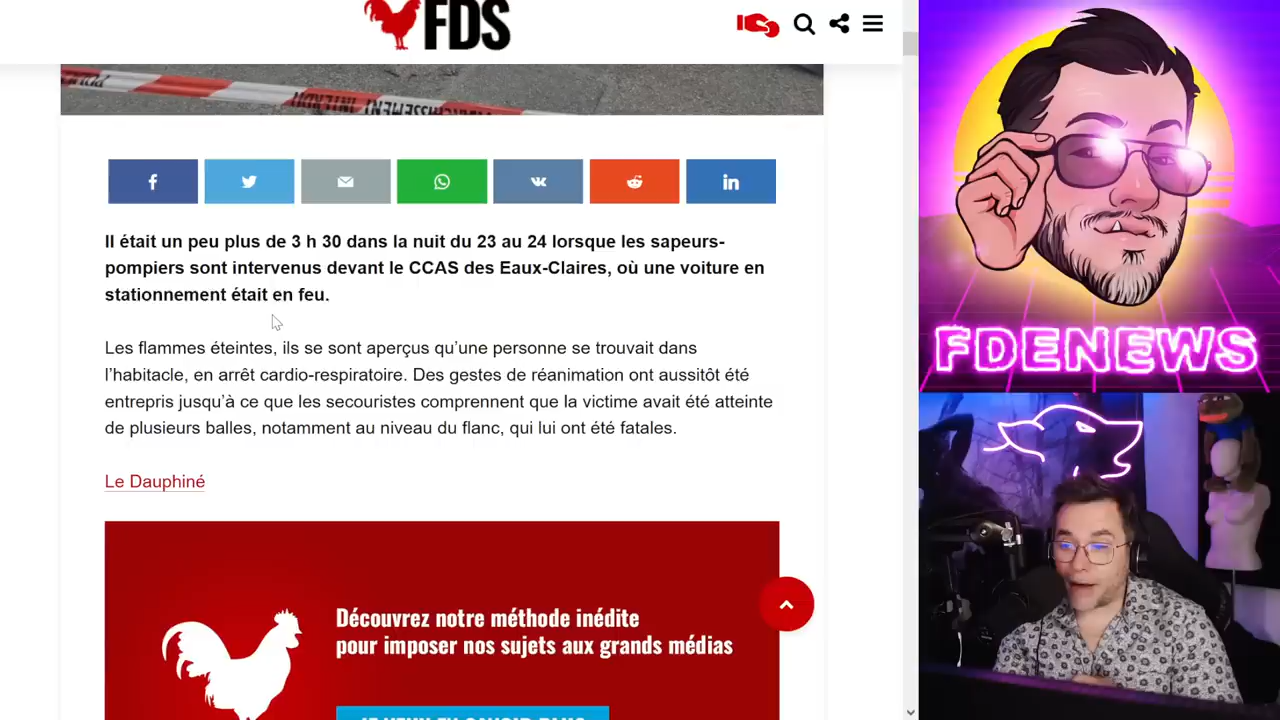 FDS
Il était un peu plus de 3 h 30 dans la nuit du 23 au 24 lorsque les sapeurs-
pompiers sont intervenus devant le CCAS des Eaux-Claires, où une voiture en
stationnement était en feu.
Les flammes éteintes, ils se sont aperçus qu’une personne se trouvait dans
l’habitacle, en arrêt cardio-respiratoire. Des gestes de réanimation ont aussitôt été
entrepris jusqu’à ce que les secouristes comprennent que la victime avait été atteinte
de plusieurs balles, notamment au niveau du flanc, qui lui ont été fatales.
Le Dauphiné
Découvrez notre méthode inédite
pour imposer nos sujets aux grands médias
FDENEWS